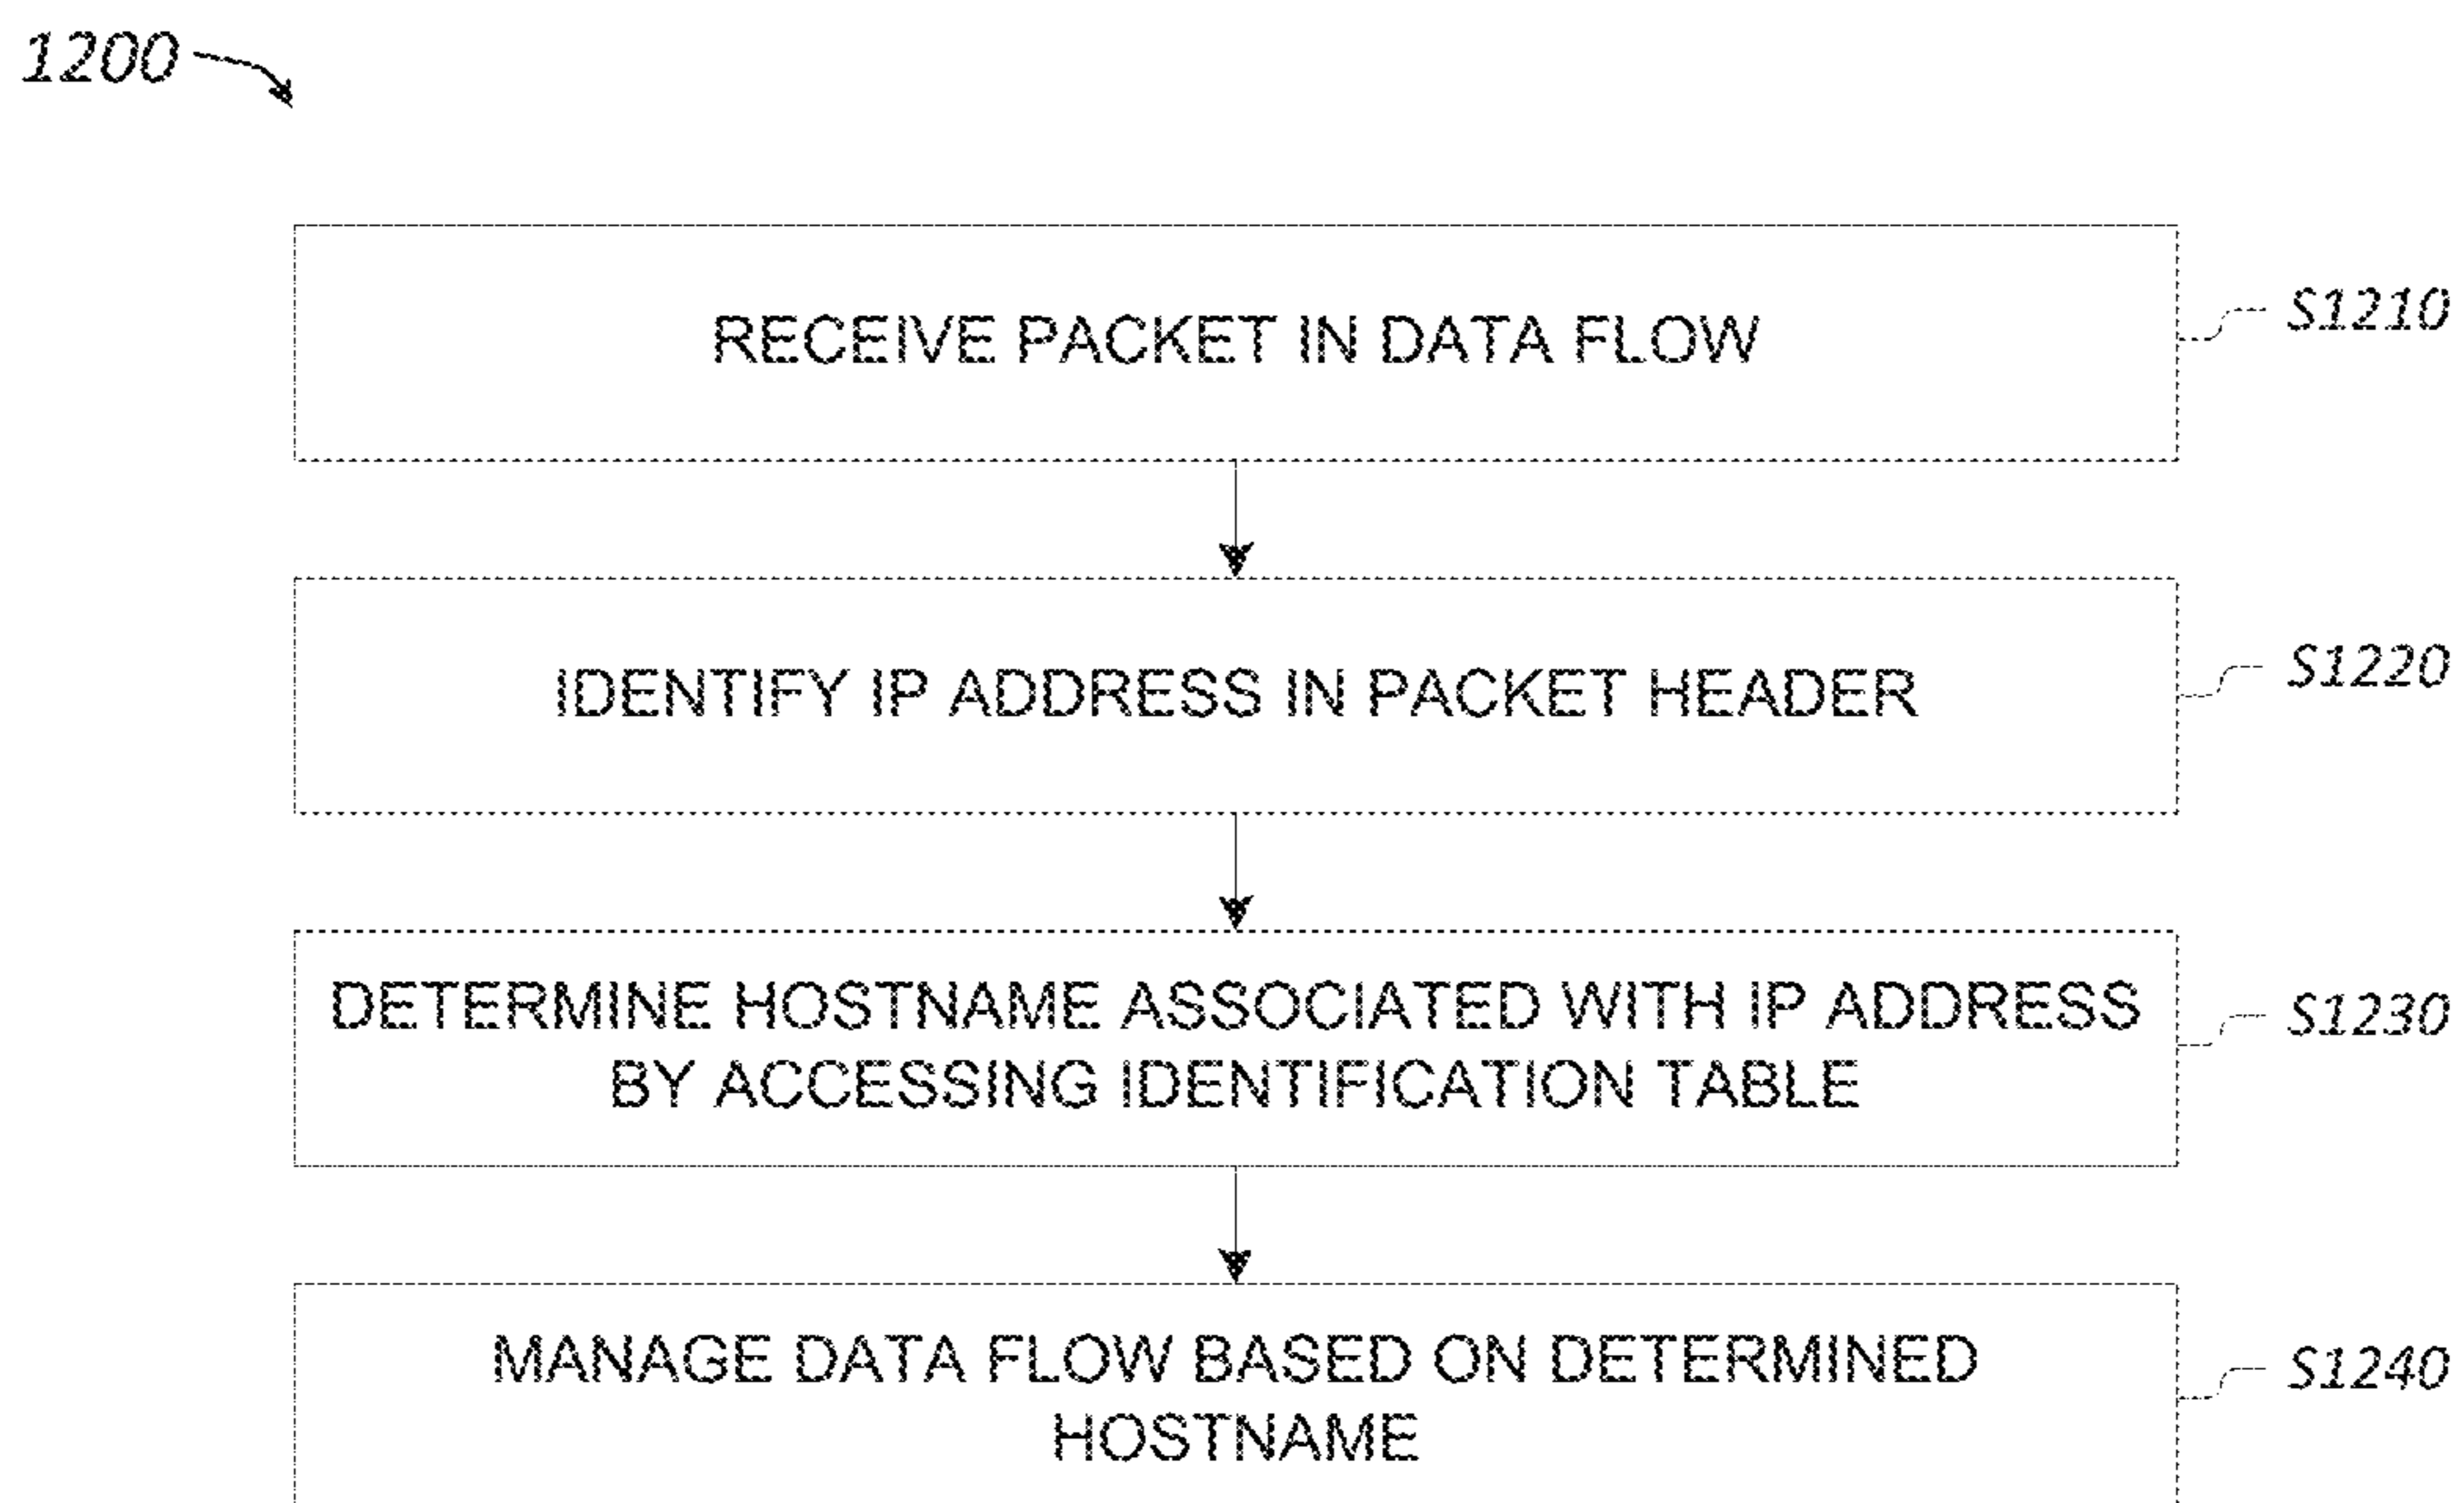 1200
RECEIVE PACKET IN DATA FLOW
S1210
IDENTIFY IP ADDRESS IN PACKET HEADER
S1220
DETERMINE HOSTNAME ASSOCIATED WITH IP ADDRESS
BY ACCESSING IDENTIFICATION TABLE
S1230
MANAGE DATA FLOW BASED ON DETERMINED
HOSTNAME
S1240